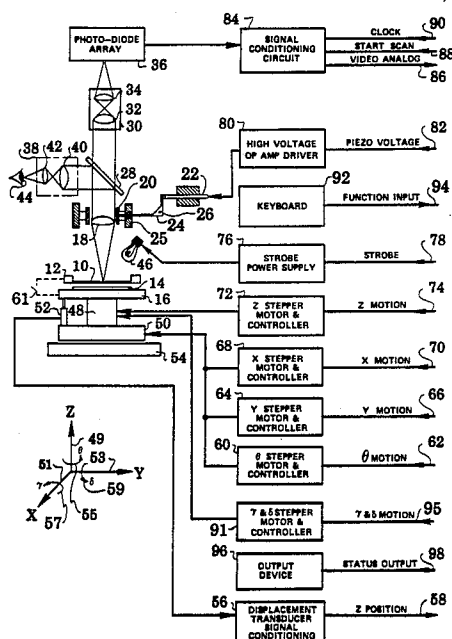 84
PHOTO-DIODE
ARRAY
36
SIGNAL
CONDITIONING
CIRCUIT
CLOCK
90
START SCAN
88
VIDEO ANALOG
86
34
32
30
38
42
40
44
28
20
22
18
24
26
25
80
HIGH VOLTAGE
OP AMP DRIVER
PIEZO VOLTAGE
82
92
KEYBOARD
FUNCTION INPUT
94
46
76
STROBE
POWER SUPPLY
STROBE
78
10
12
14
61
16
52
48
50
54
72
Z STEPPER
MOTOR &
CONTROLLER
Z MOTION
74
68
X STEPPER
MOTOR &
CONTROLLER
X MOTION
70
64
Y STEPPER
MOTOR &
CONTROLLER
Y MOTION
66
60
θ STEPPER
MOTOR &
CONTROLLER
θ MOTION
62
Z
49
θ
51
53
Y
γ
δ
59
X
57
55
γ & δ STEPPER
MOTOR &
CONTROLLER
91
γ & δ MOTION
95
96
OUTPUT
DEVICE
STATUS OUTPUT
98
56
DISPLACEMENT
TRANSDUCER
SIGNAL
CONDITIONING
Z POSITION
58